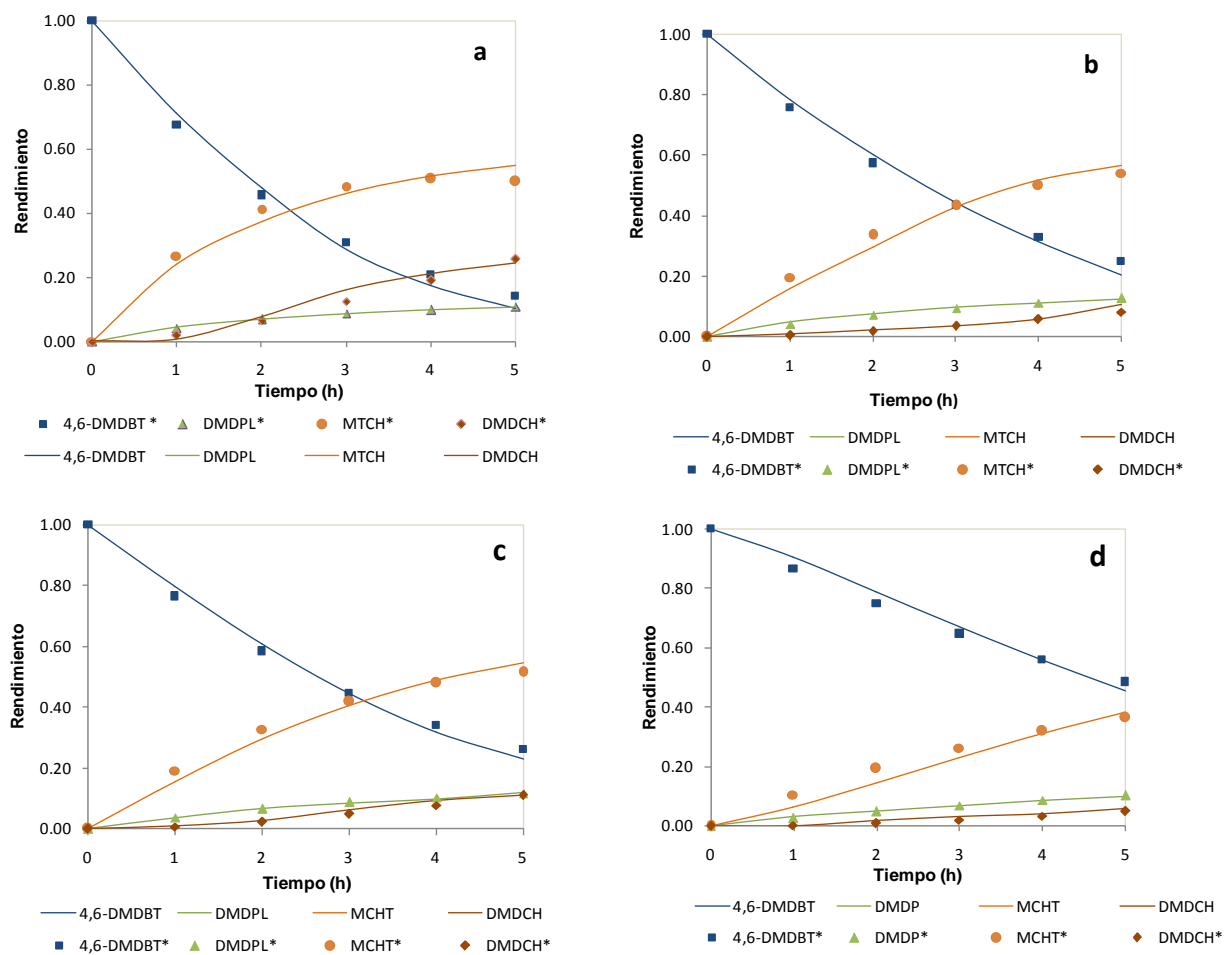 a
1.00
0.80
0.60
0.40
0.20
0.00
Rendimiento
0 1 2 3 4 5
Tiempo (h)
4,6-DMDBT * DMDPL* MTCH* DMDCH*
4,6-DMDBT DMDPL MTCH DMDCH
b
1.00
0.80
0.60
0.40
0.20
0.00
Rendimiento
0 1 2 3 4 5
Tiempo (h)
4,6-DMDBT DMDPL MTCH DMDCH
4,6-DMDBT* DMDPL* MTCH* DMDCH*
c
1.00
0.80
0.60
0.40
0.20
0.00
Rendimiento
0 1 2 3 4 5
Tiempo (h)
4,6-DMDBT DMDPL MCHT DMDCH
4,6-DMDBT* DMDPL* MCHT* DMDCH*
d
1.00
0.80
0.60
0.40
0.20
0.00
Rendimiento
0 1 2 3 4 5
Tiempo (h)
4,6-DMDBT DMDP MCHT DMDCH
4,6-DMDBT* DMDP* MCHT* DMDCH*